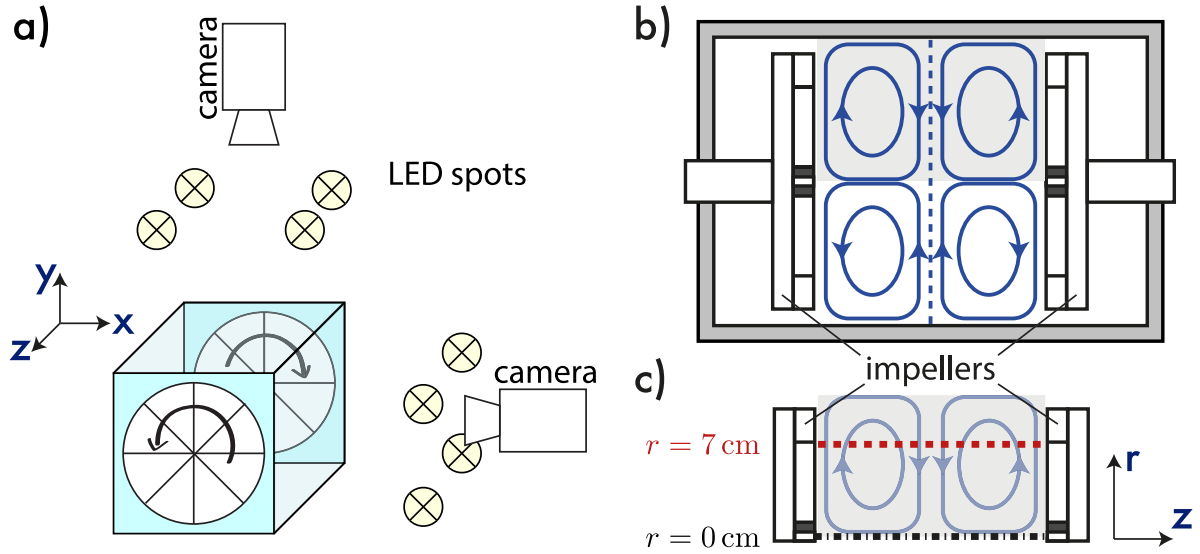 a)
camera
LED spots
y
x
z
camera
b)
impellers
c)
r = 7 cm
r = 0 cm
r
z